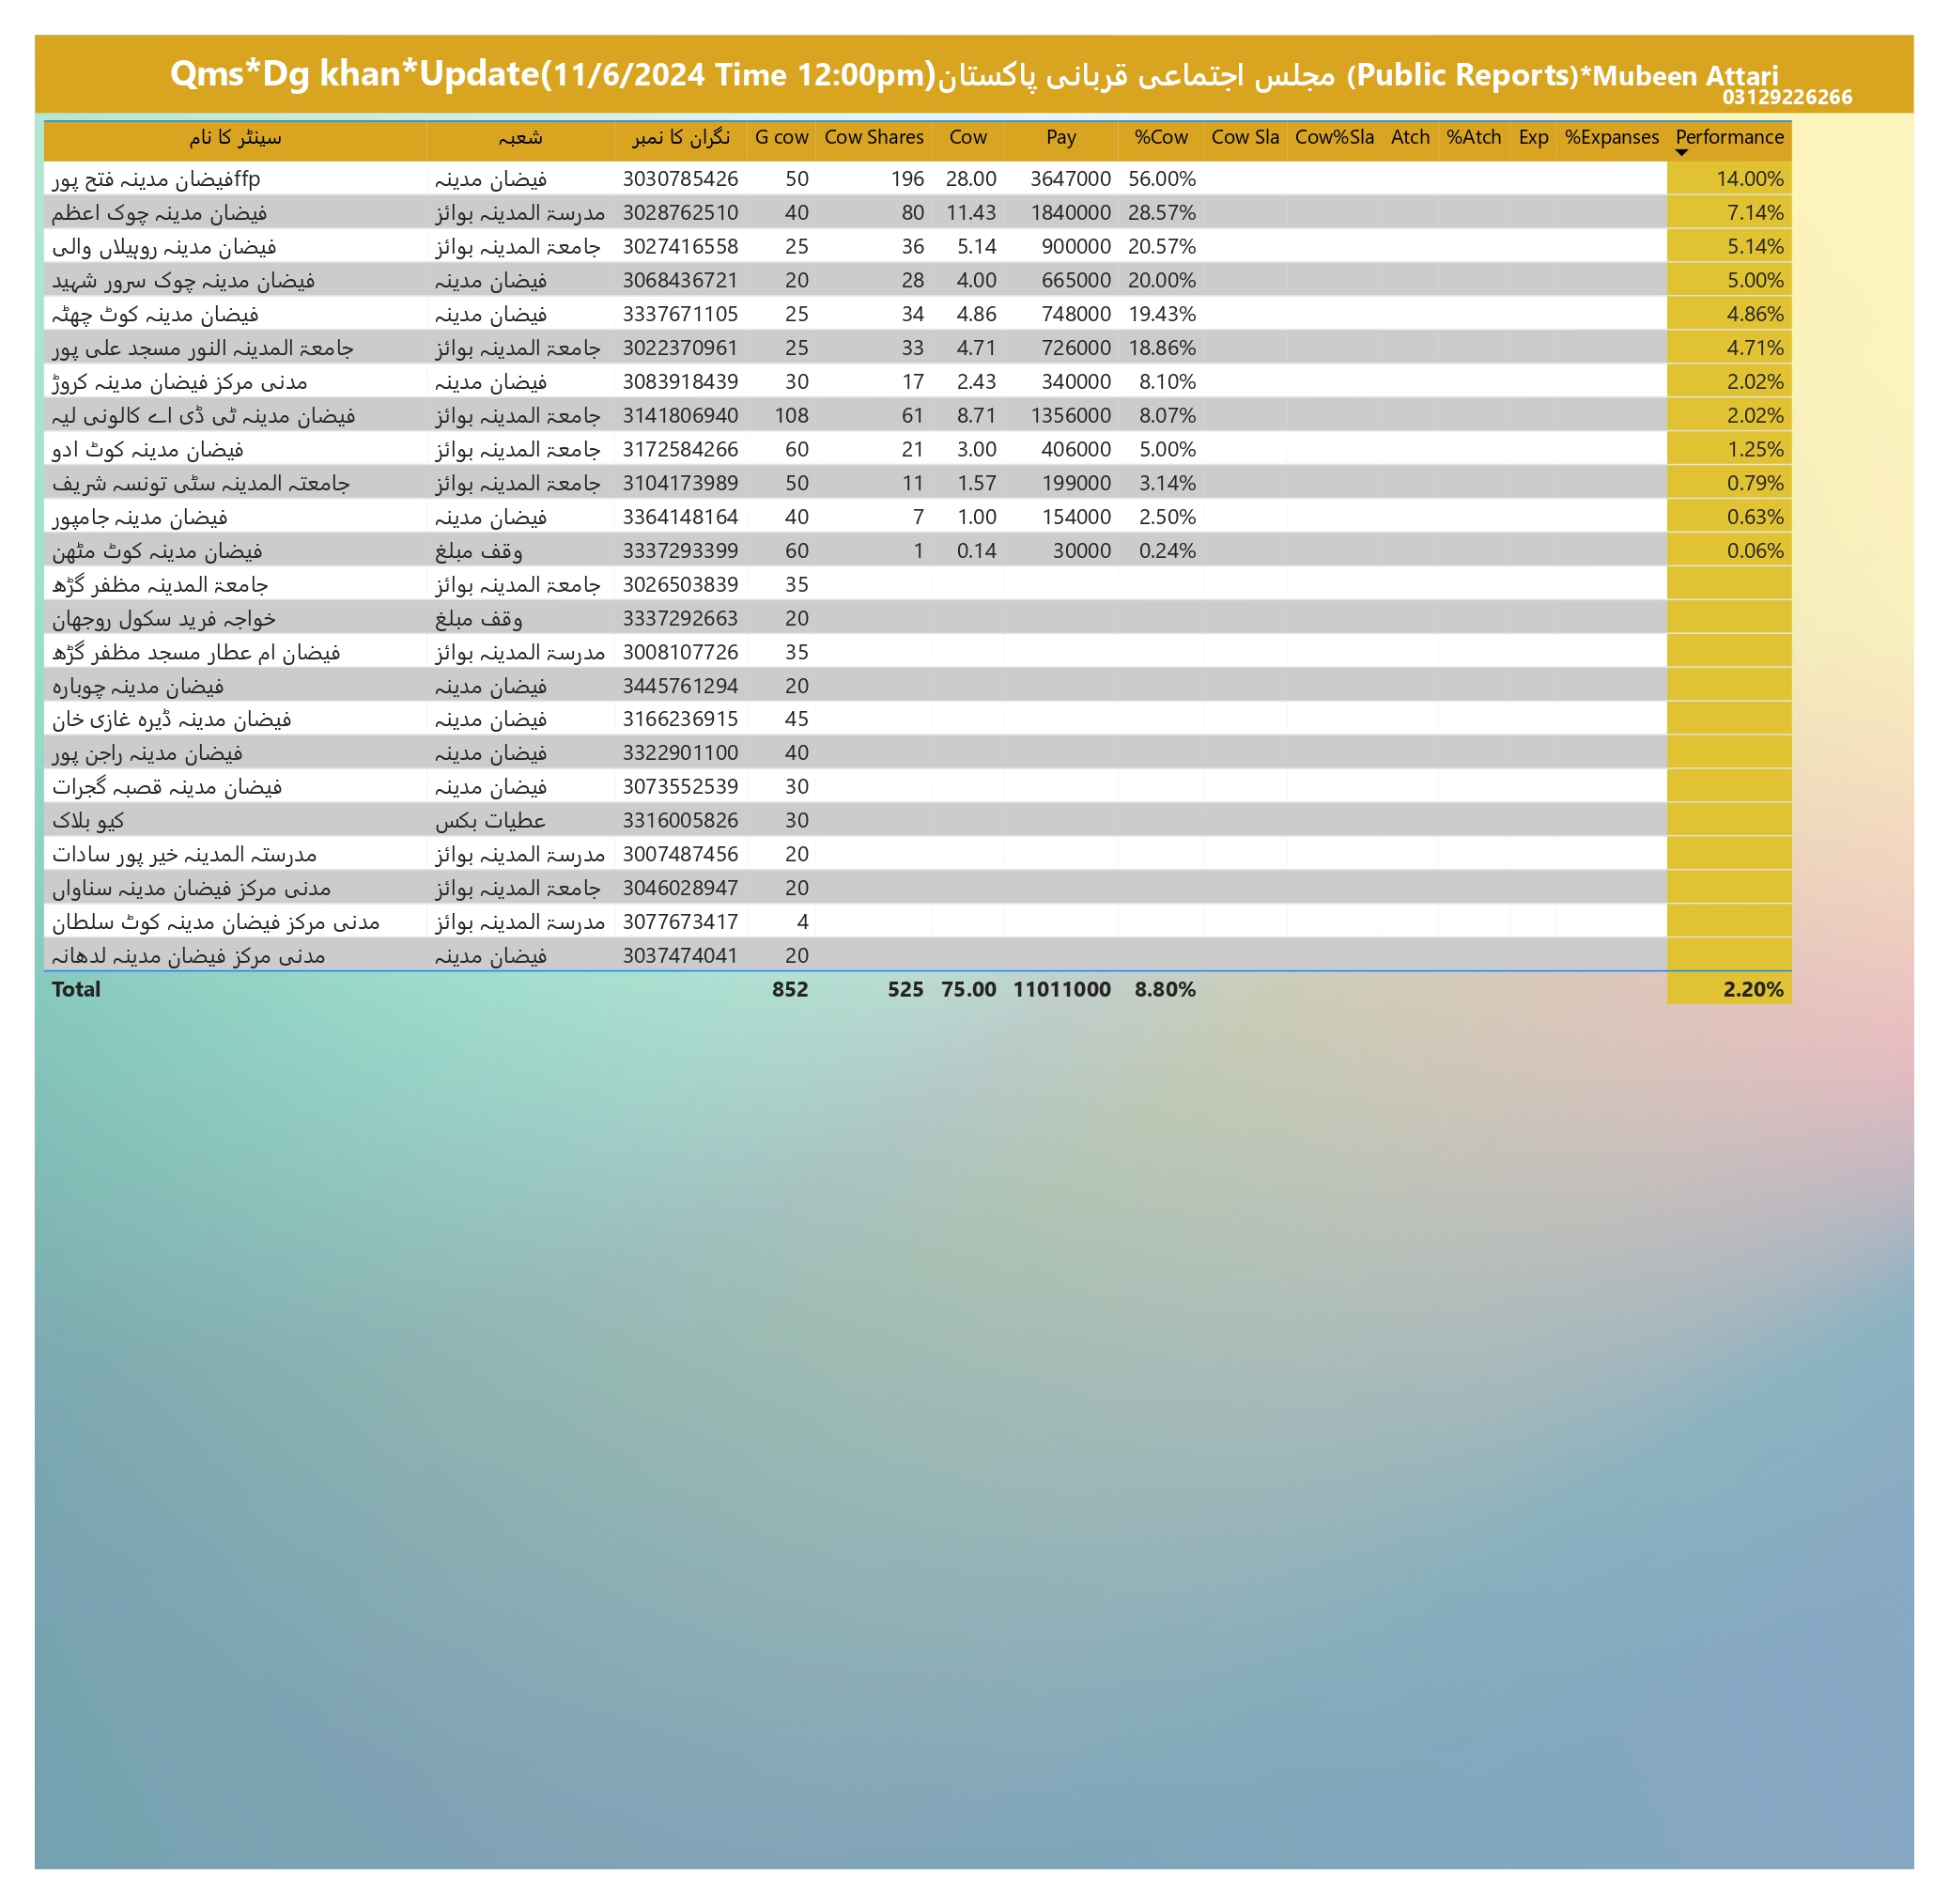 Qms*Dg khan*Update(11/6/2024 Time 12:00pm)مجلس اجتماعی قربانی پاکستان (Public Reports)*Mubeen Attari
03129226266
سینٹر کا نام شعبہ نگران کا نمبر G cow Cow Shares Cow Pay %Cow Cow Sla Cow%Sla Atch %Atch Exp %Expanses Performance
فیضان مدینہ فتح پورffp فیضان مدینہ 3030785426 50 196 28.00 3647000 56.00% 14.00%
فیضان مدینہ چوک اعظم مدرسۃ المدینہ بوائز 3028762510 40 80 11.43 1840000 28.57% 7.14%
فیضان مدینہ روہیلاں والی جامعۃ المدینہ بوائز 3027416558 25 36 5.14 900000 20.57% 5.14%
فیضان مدینہ چوک سرور شہید فیضان مدینہ 3068436721 20 28 4.00 665000 20.00% 5.00%
فیضان مدینہ کوٹ چھٹہ فیضان مدینہ 3337671105 25 34 4.86 748000 19.43% 4.86%
جامعۃ المدینہ النور مسجد علی پور جامعۃ المدینہ بوائز 3022370961 25 33 4.71 726000 18.86% 4.71%
مدنی مرکز فیضان مدینہ کروڑ فیضان مدینہ 3083918439 30 17 2.43 340000 8.10% 2.02%
فیضان مدینہ ٹی ڈی اے کالونی لیہ جامعۃ المدینہ بوائز 3141806940 108 61 8.71 1356000 8.07% 2.02%
فیضان مدینہ کوٹ ادو جامعۃ المدینہ بوائز 3172584266 60 21 3.00 406000 5.00% 1.25%
جامعتہ المدینہ سٹی تونسہ شریف جامعۃ المدینہ بوائز 3104173989 50 11 1.57 199000 3.14% 0.79%
فیضان مدینہ جامپور فیضان مدینہ 3364148164 40 7 1.00 154000 2.50% 0.63%
فیضان مدینہ کوٹ مٹھن وقف مبلغ 3337293399 60 1 0.14 30000 0.24% 0.06%
جامعۃ المدینہ مظفر گڑھ جامعۃ المدینہ بوائز 3026503839 35
خواجہ فرید سکول روجھان وقف مبلغ 3337292663 20
فیضان ام عطار مسجد مظفر گڑھ مدرسۃ المدینہ بوائز 3008107726 35
فیضان مدینہ چوبارہ فیضان مدینہ 3445761294 20
فیضان مدینہ ڈیرہ غازی خان فیضان مدینہ 3166236915 45
فیضان مدینہ راجن پور فیضان مدینہ 3322901100 40
فیضان مدینہ قصبہ گجرات فیضان مدینہ 3073552539 30
کیو بلاک عطیات بکس 3316005826 30
مدرستہ المدینہ خیر پور سادات مدرسۃ المدینہ بوائز 3007487456 20
مدنی مرکز فیضان مدینہ سناواں جامعۃ المدینہ بوائز 3046028947 20
مدنی مرکز فیضان مدینہ کوٹ سلطان مدرسۃ المدینہ بوائز 3077673417 4
مدنی مرکز فیضان مدینہ لدھانہ فیضان مدینہ 3037474041 20
Total 852 525 75.00 11011000 8.80% 2.20%